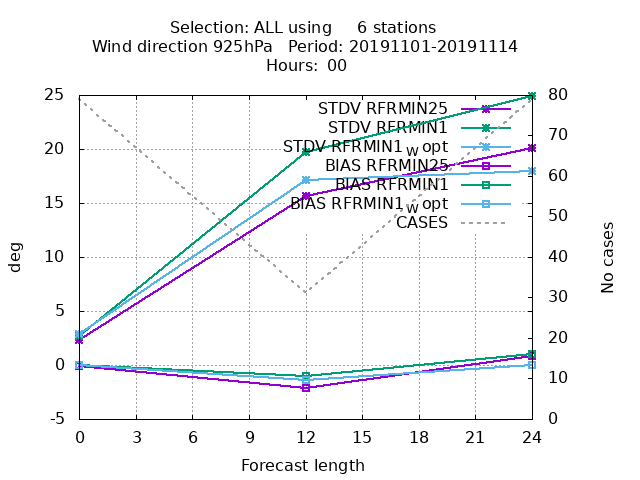 Selection: ALL using     6 stations
Wind direction 925hPa   Period: 20191101-20191114
Hours: 00
25
20
15
10
5
0
-5
deg
80
70
60
50
40
30
20
10
0
No cases
STDV RFRMIN25
STDV RFRMIN1
STDV RFRMIN1_W opt
BIAS RFRMIN25
BIAS RFRMIN1
BIAS RFRMIN1_W opt
CASES
0 3 6 9 12 15 18 21 24
Forecast length